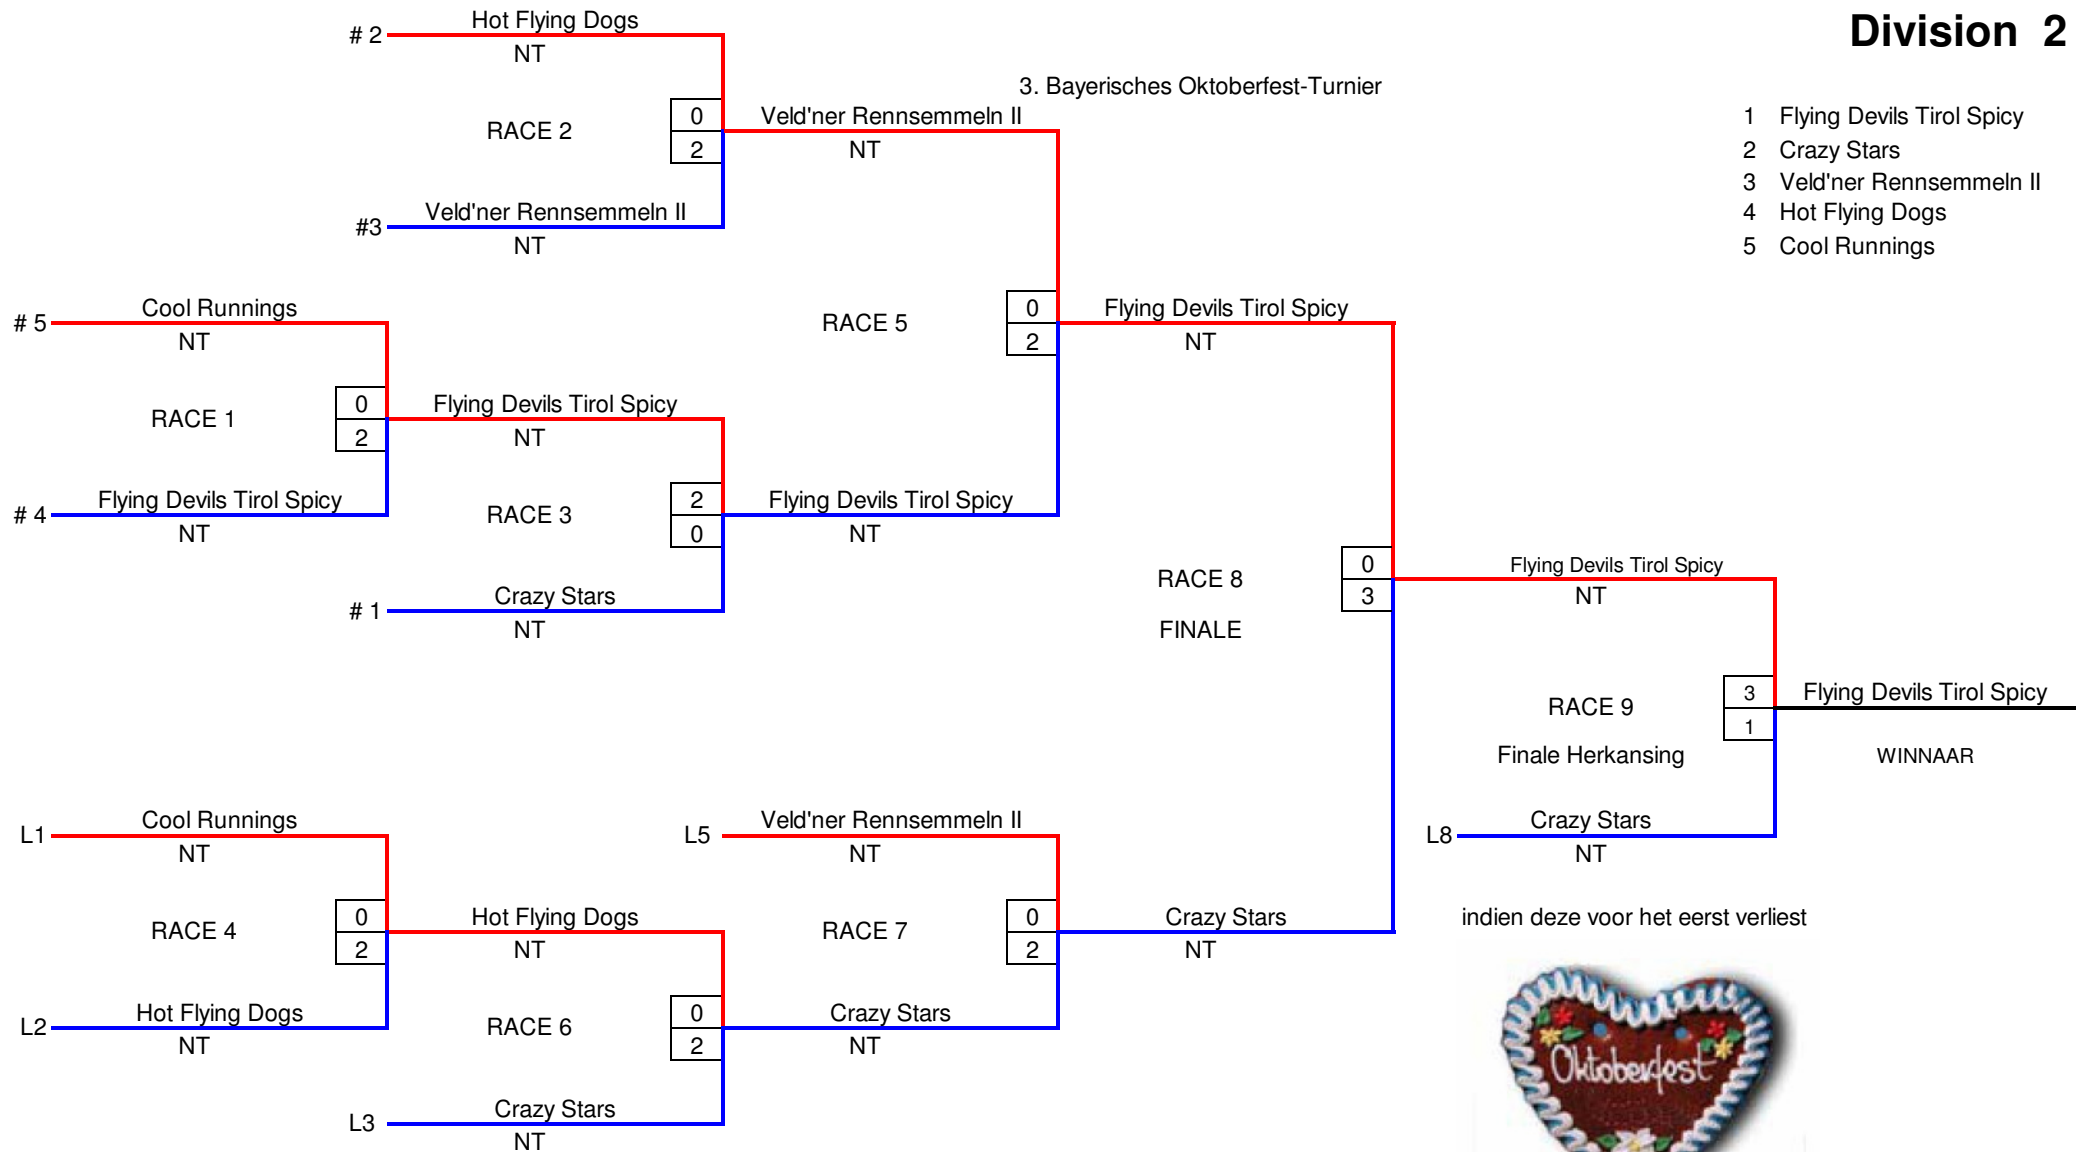 Division 2
3. Bayerisches Oktoberfest-Turnier
1 Flying Devils Tirol Spicy
2 Crazy Stars
3 Veld'ner Rennsemmeln II
4 Hot Flying Dogs
5 Cool Runnings
# 2 Hot Flying Dogs
NT
RACE 2
0
2
#3 Veld'ner Rennsemmeln II
NT
Veld'ner Rennsemmeln II
NT
# 5 Cool Runnings
NT
RACE 1
0
2
# 4 Flying Devils Tirol Spicy
NT
Flying Devils Tirol Spicy
NT
RACE 3
2
0
# 1 Crazy Stars
NT
Flying Devils Tirol Spicy
NT
RACE 5
0
2
Flying Devils Tirol Spicy
NT
RACE 8
FINALE
0
3
Flying Devils Tirol Spicy
NT
RACE 9
Finale Herkansing
3
1
Flying Devils Tirol Spicy
WINNAAR
L8 Crazy Stars
NT
indien deze voor het eerst verliest
L1 Cool Runnings
NT
RACE 4
0
2
L2 Hot Flying Dogs
NT
Hot Flying Dogs
NT
RACE 6
0
2
L3 Crazy Stars
NT
L5 Veld'ner Rennsemmeln II
NT
RACE 7
0
2
Crazy Stars
NT
Crazy Stars
NT
Oktoberfest